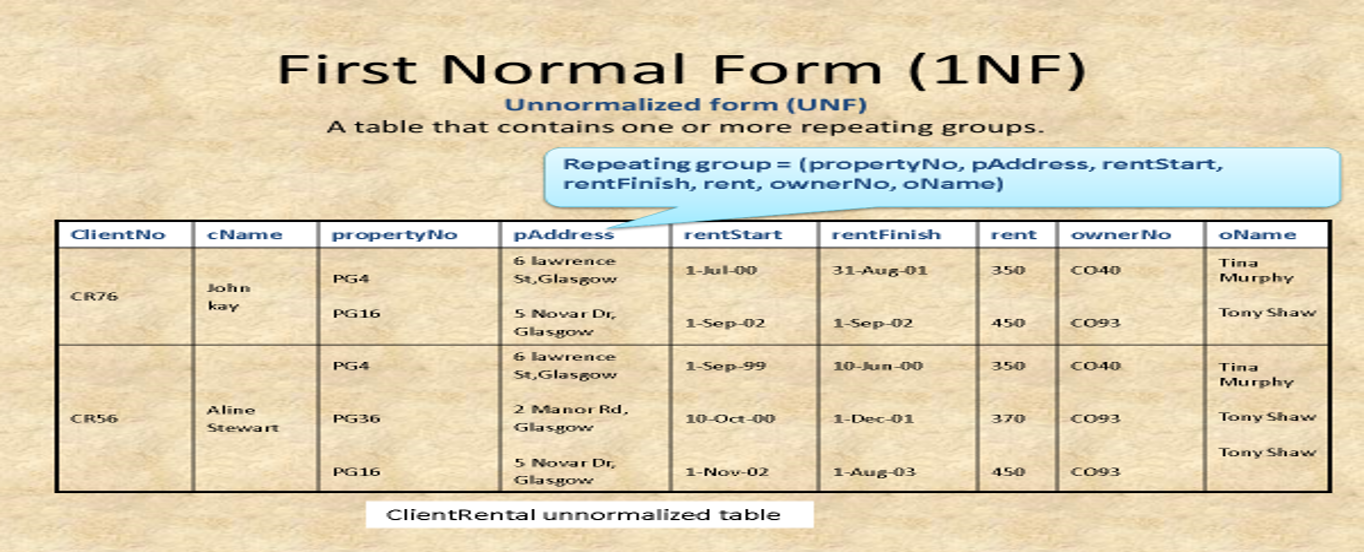 First Normal Form (1NF)
Unnormalized form (UNF)
A table that contains one or more repeating groups.
Repeating group = (propertyNo, pAddress, rentStart,
rentFinish, rent, ownerNo, oName)
ClientNo cName propertyNo pAddress rentStart rentFinish rent ownerNo oName
CR76
John
kay
PG4
PG16
6 lawrence
St,Glasgow
5 Novar Dr,
Glasgow
1-Jul-00
1-Sep-02
31-Aug-01
1-Sep-02
350
450
CO40
CO93
Tina
Murphy
Tony Shaw
CR56
Aline
Stewart
PG4
PG36
PG16
6 lawrence
St,Glasgow
2 Manor Rd,
Glasgow
5 Novar Dr,
Glasgow
1-Sep-99
10-Oct-00
1-Nov-02
10-Jun-00
1-Dec-01
1-Aug-03
350
370
450
CO40
CO93
CO93
Tina
Murphy
Tony Shaw
Tony Shaw
ClientRental unnormalized table